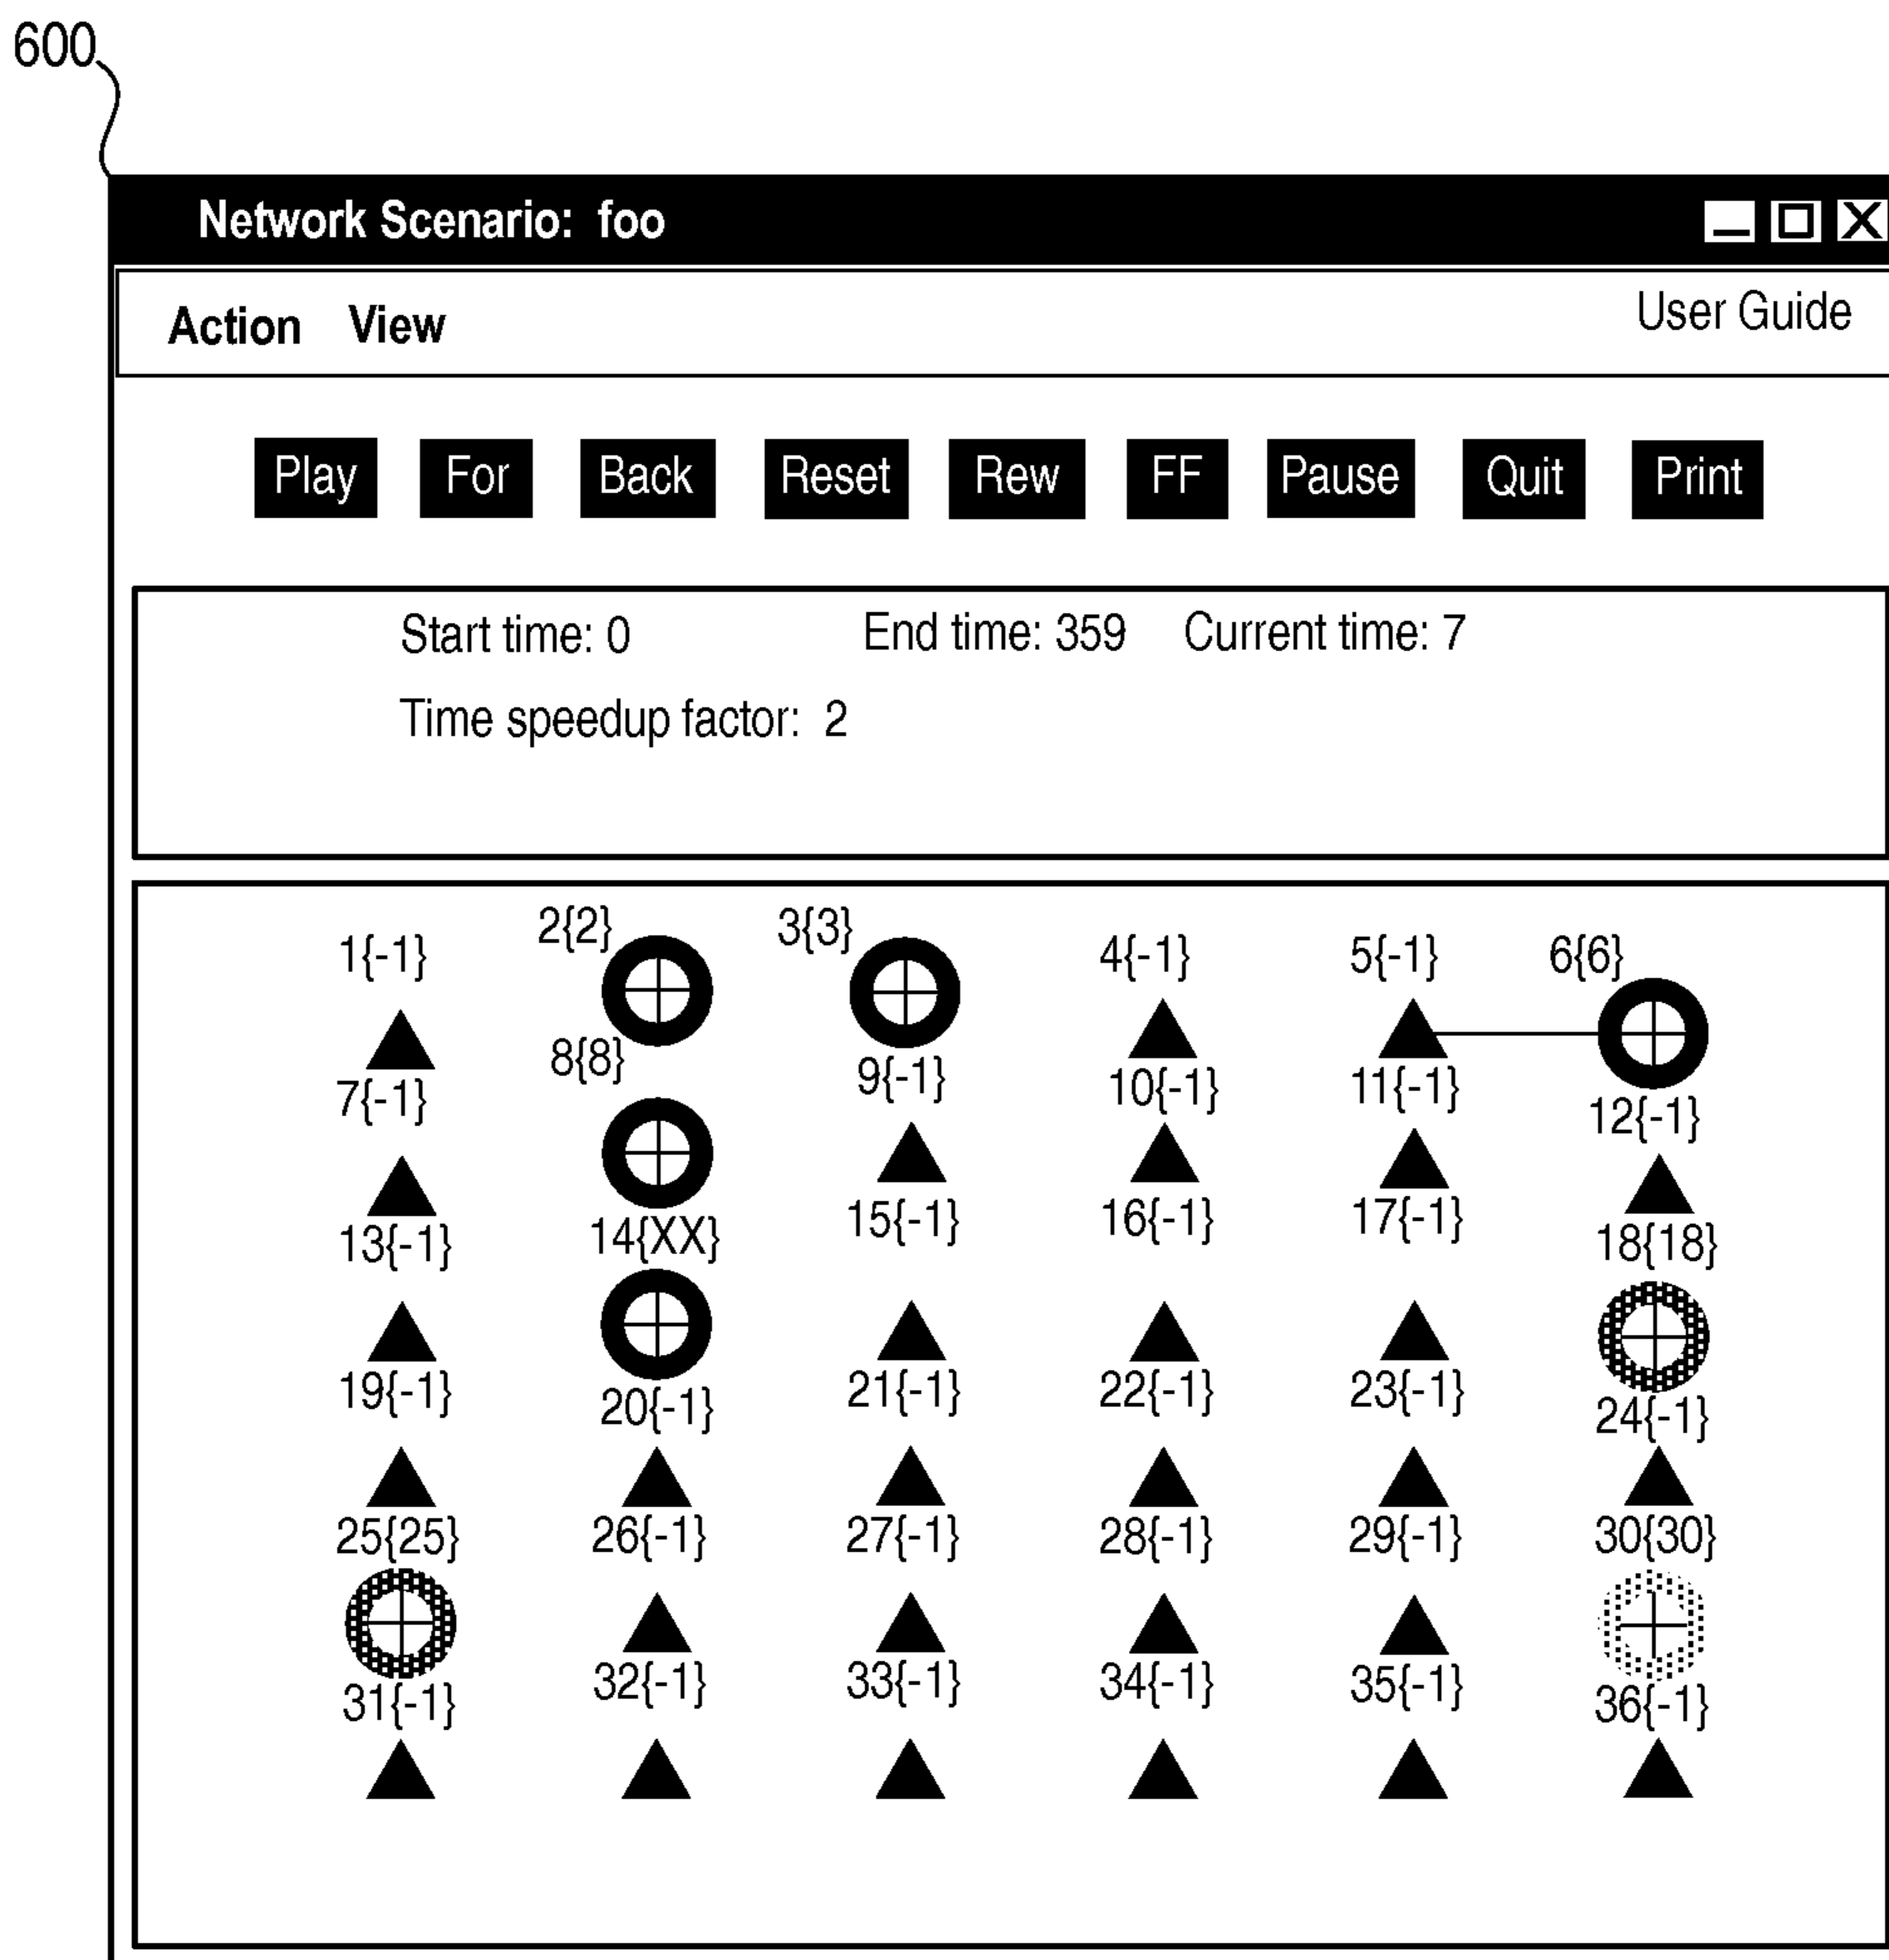 600
Network Scenario: foo
Action View User Guide
Play For Back Reset Rew FF Pause Quit Print
Start time: 0 End time: 359 Current time: 7
Time speedup factor: 2
1{-1} 2{2} 3{3} 4{-1} 5{-1} 6{6}
7{-1} 8{8} 9{-1} 10{-1} 11{-1} 12{-1}
13{-1} 14{XX} 15{-1} 16{-1} 17{-1} 18{18}
19{-1} 20{-1} 21{-1} 22{-1} 23{-1} 24{-1}
25{25} 26{-1} 27{-1} 28{-1} 29{-1} 30{30}
31{-1} 32{-1} 33{-1} 34{-1} 35{-1} 36{-1}